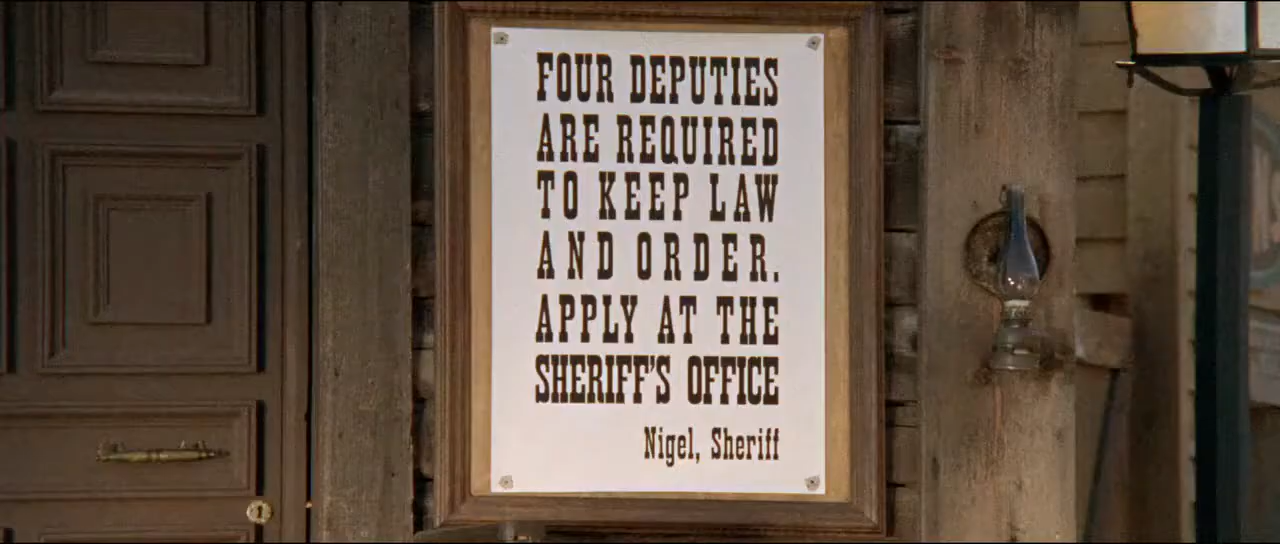 FOUR DEPUTIES
ARE REQUIRED
TO KEEP LAW
AND ORDER.
APPLY AT THE
SHERIFF'S OFFICE
Nigel, Sheriff